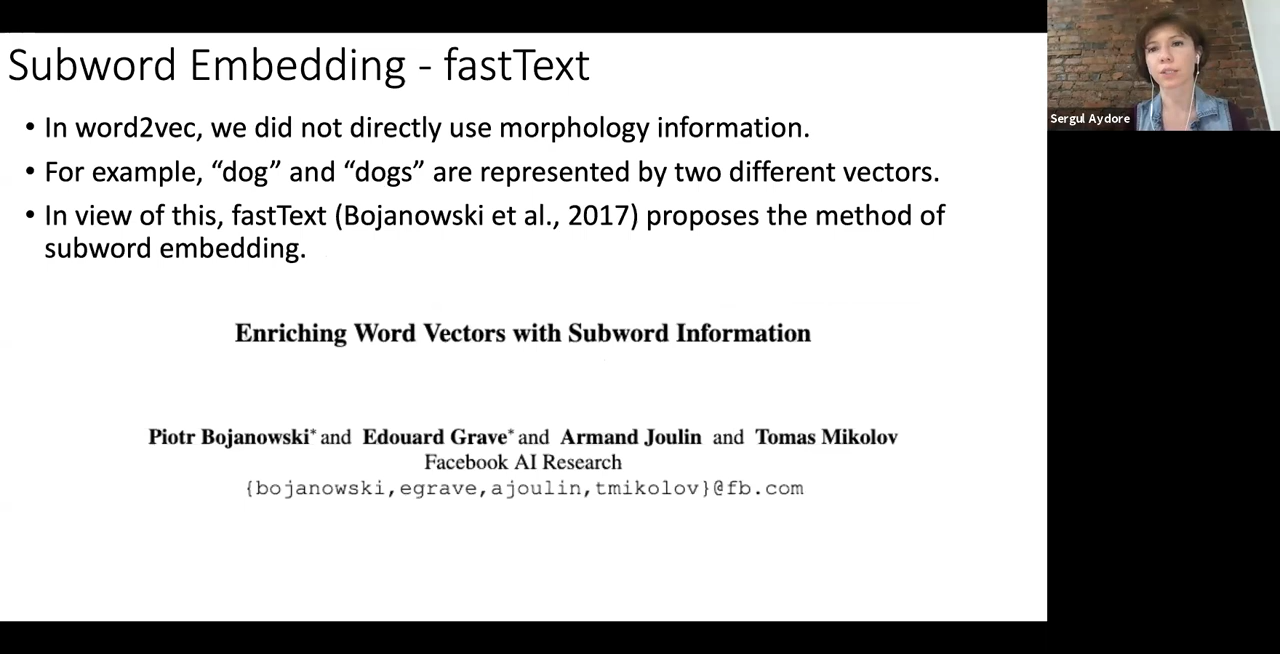 Subword Embedding - fastText
• In word2vec, we did not directly use morphology information.
• For example, “dog” and “dogs” are represented by two different vectors.
• In view of this, fastText (Bojanowski et al., 2017) proposes the method of
subword embedding.
Enriching Word Vectors with Subword Information
Piotr Bojanowski* and Edouard Grave* and Armand Joulin and Tomas Mikolov
Facebook AI Research
{bojanowski,egrave,ajoulin,tmikolov}@fb.com
Sergul Aydore